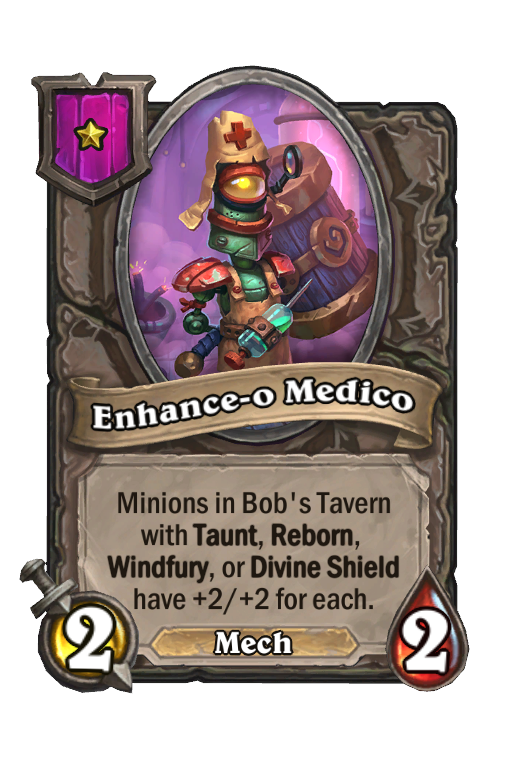 Enhance-o Medico
Minions in Bob's Tavern
with Taunt, Reborn,
Windfury, or Divine Shield
have +2/+2 for each.
2
Mech
2